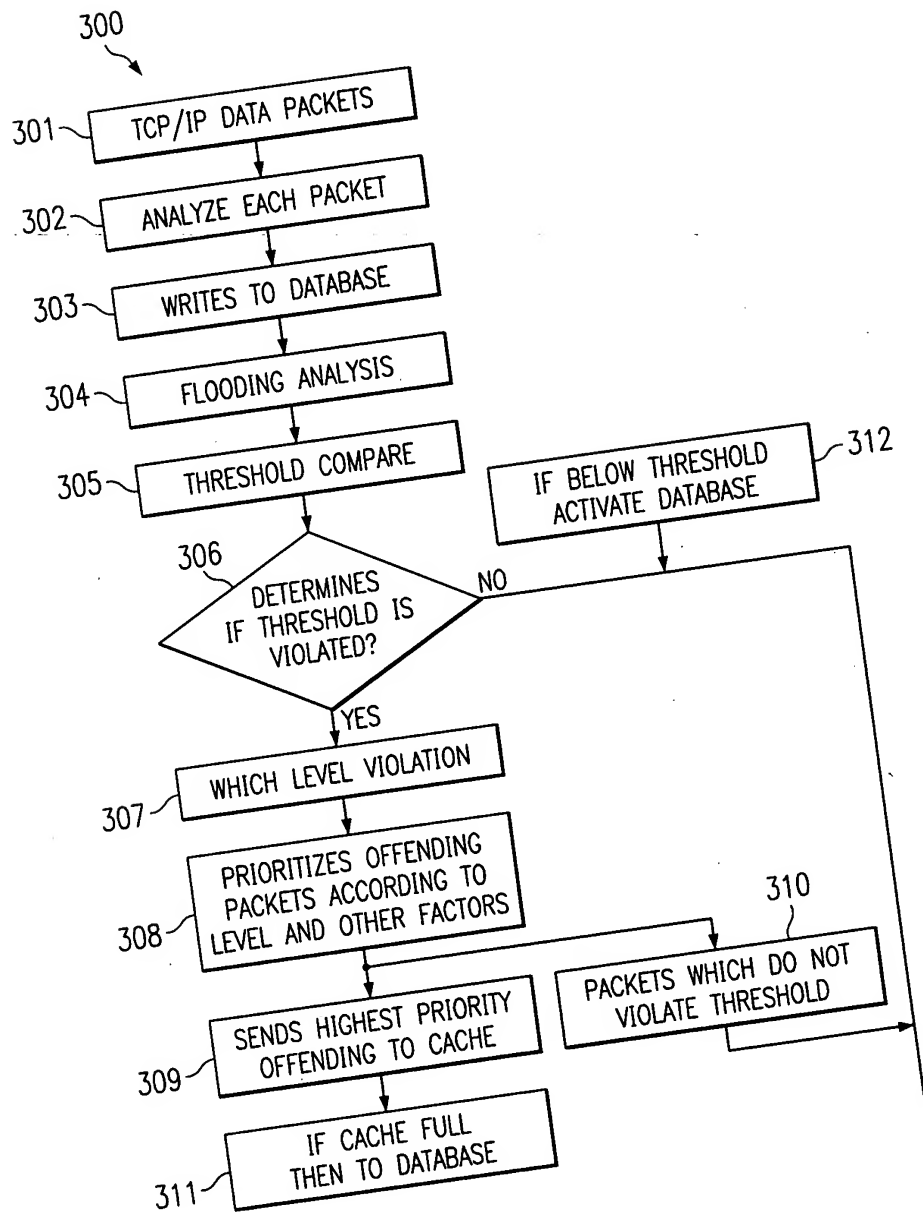 300
301
TCP/IP DATA PACKETS
302
ANALYZE EACH PACKET
303
WRITES TO DATABASE
304
FLOODING ANALYSIS
305
THRESHOLD COMPARE
312
IF BELOW THRESHOLD
ACTIVATE DATABASE
306
DETERMINES
IF THRESHOLD IS
VIOLATED?
NO
YES
307
WHICH LEVEL VIOLATION
308
PRIORITIZES OFFENDING
PACKETS ACCORDING TO
LEVEL AND OTHER FACTORS
310
PACKETS WHICH DO NOT
VIOLATE THRESHOLD
309
SENDS HIGHEST PRIORITY
OFFENDING TO CACHE
311
IF CACHE FULL
THEN TO DATABASE